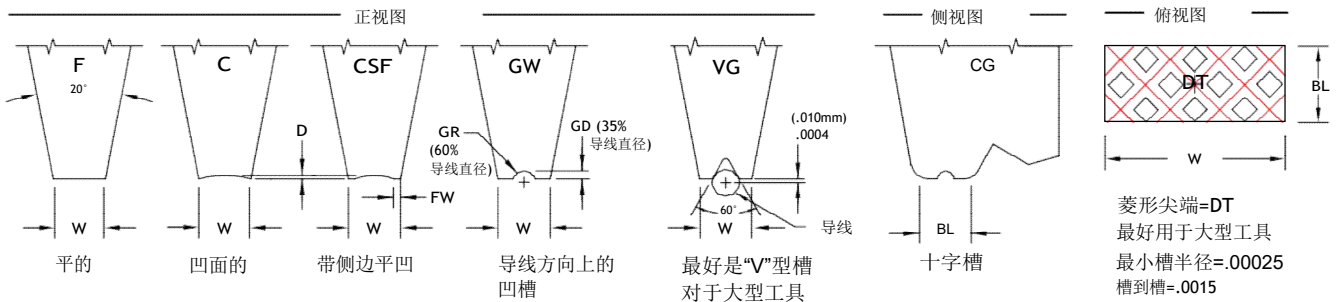 正视图
侧视图
俯视图
F
20°
C
CSF
GW
VG
CG
DT
BL
D
GR
(60%
导线直径)
GD (35%
导线直径)
(.010mm)
.0004
FW
60°
导线
W
W
W
W
BL
W
平的
凹面的
带侧边平凹
导线方向上的
凹槽
最好是“V”型槽
对于大型工具
十字槽
菱形尖端=DT
最好用于大型工具
最小槽半径=.00025
槽到槽=.0015